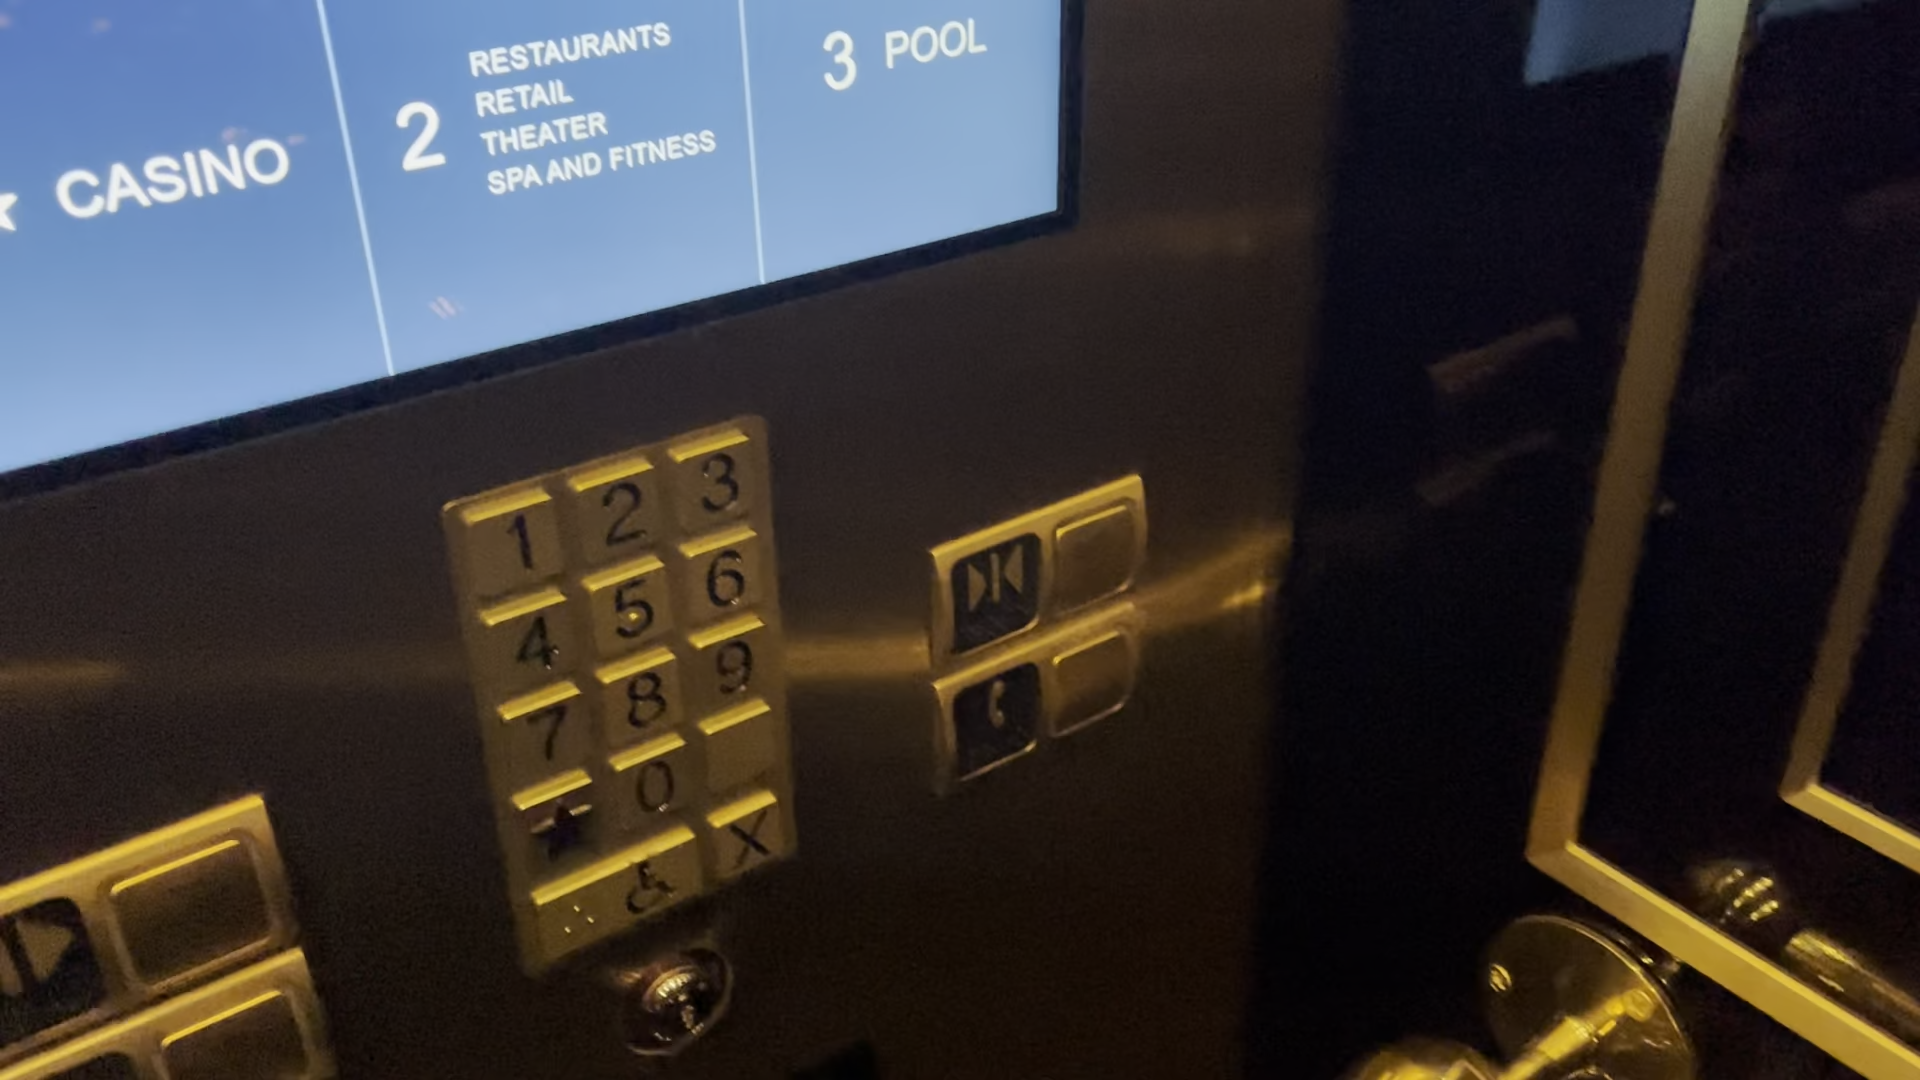 ★ CASINO
2
RESTAURANTS
RETAIL
THEATER
SPA AND FITNESS
3 POOL
1 2 3
4 5 6
7 8 9
★ 0
X